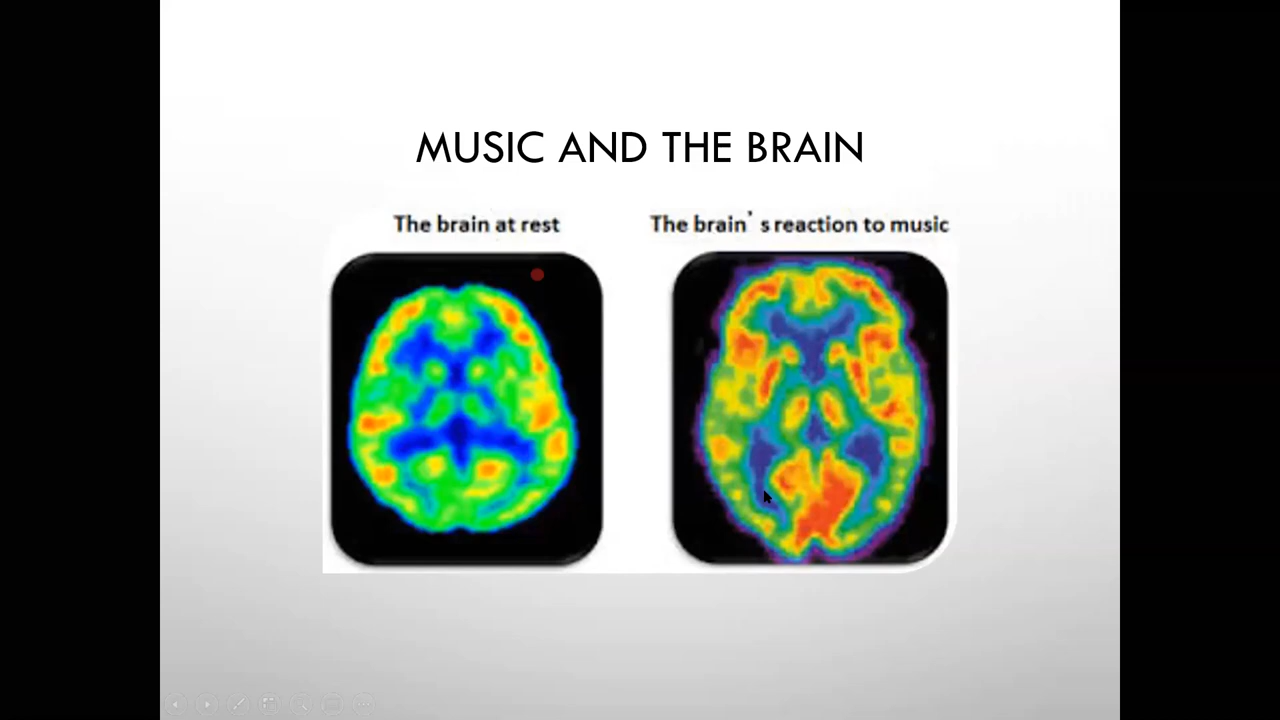 MUSIC AND THE BRAIN
The brain at rest
The brain's reaction to music